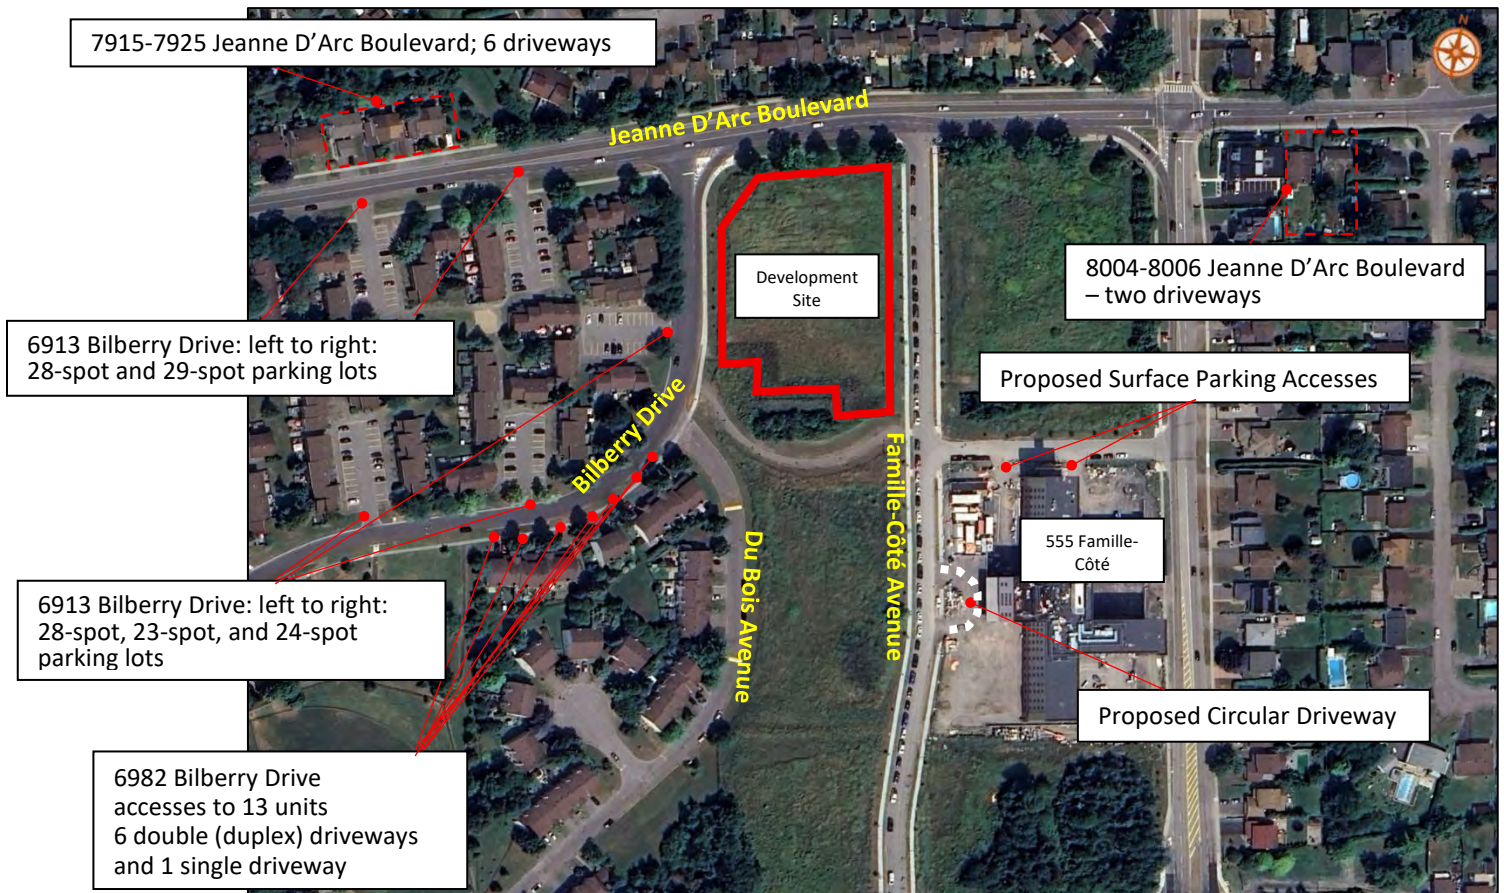 N
7915-7925 Jeanne D’Arc Boulevard; 6 driveways
Jeanne D’Arc Boulevard
Development
Site
8004-8006 Jeanne D’Arc Boulevard
– two driveways
6913 Bilberry Drive: left to right:
28-spot and 29-spot parking lots
Proposed Surface Parking Accesses
Bilberry Drive
Famille-Côté Avenue
Du Bois Avenue
555 Famille-
Côté
6913 Bilberry Drive: left to right:
28-spot, 23-spot, and 24-spot
parking lots
Proposed Circular Driveway
6982 Bilberry Drive
accesses to 13 units
6 double (duplex) driveways
and 1 single driveway